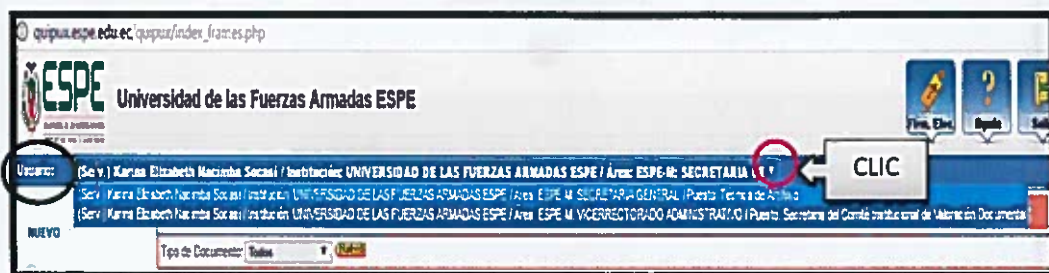 quipux.espe.edu.ec/quipux/index_frames.php
ESPE Universidad de las Fuerzas Armadas ESPE
Firm. Elec. Ayuda Salir
Usuario: (Serv.) Karina Elizabeth Nacimba Socasi / Institución: UNIVERSIDAD DE LAS FUERZAS ARMADAS ESPE / Área: ESPE-M: SECRETARIA
CLIC
(Serv.) Karina Elizabeth Nacimba Socasi / Institución: UNIVERSIDAD DE LAS FUERZAS ARMADAS ESPE / Área: ESPE-M: SECRETARIA GENERAL / Puesto: Técnica de Archivo
(Serv.) Karina Elizabeth Nacimba Socasi / Institución: UNIVERSIDAD DE LAS FUERZAS ARMADAS ESPE / Área: ESPE-M: VICERRECTORADO ADMINISTRATIVO / Puesto: Secretaria del Comité Institucional de Valoración Documental
NUEVO
Tipo de Documento: Todos